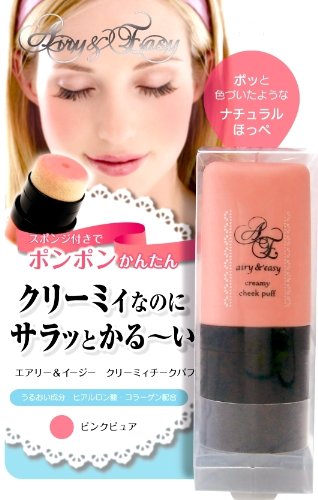 Airy & Easy
ポッと
色づいたような
ナチュラル
ほっぺ
スポンジ付きで
ポンポンかんたん
クリーミィなのに
サラッとかる〜い
エアリー&イージー クリーミィチークパフ
うるおい成分 ヒアルロン酸・コラーゲン配合
ピンクピュア
AE
airy & easy
creamy
cheek puff